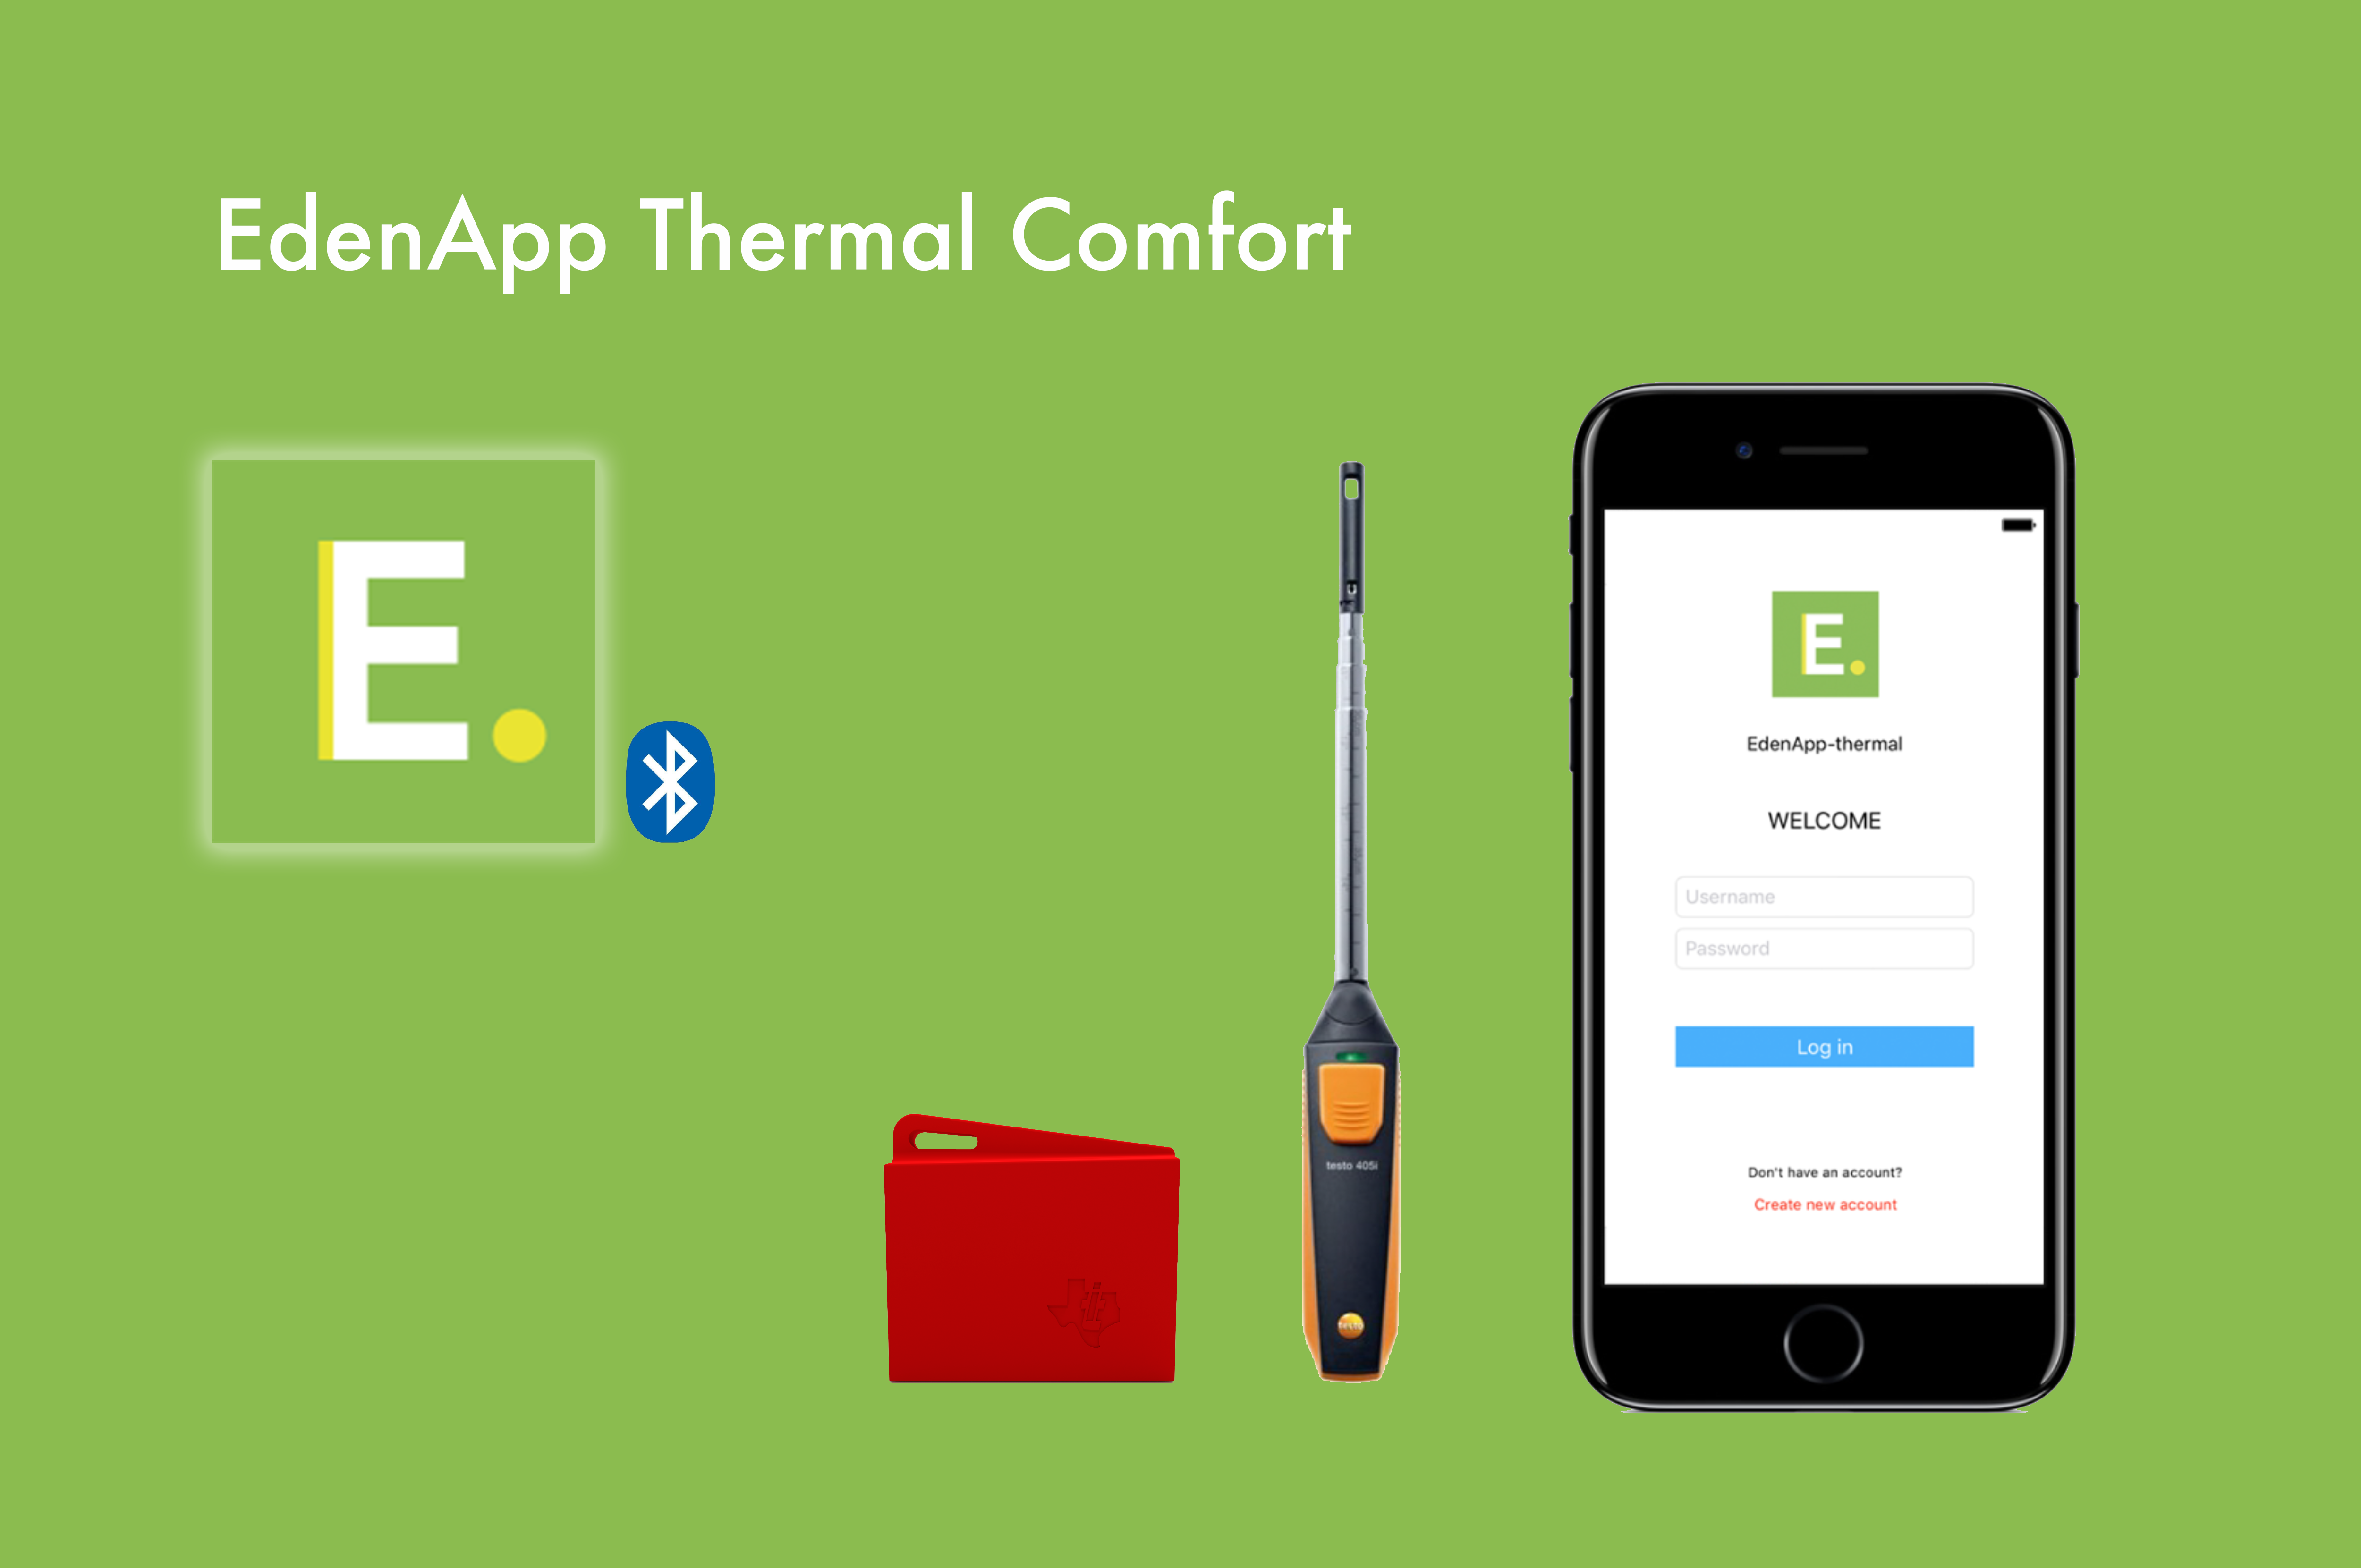 EdenApp Thermal Comfort
E.
testo 405i
testo
E.
EdenApp-thermal
WELCOME
Username
Password
Log in
Don't have an account?
Create new account